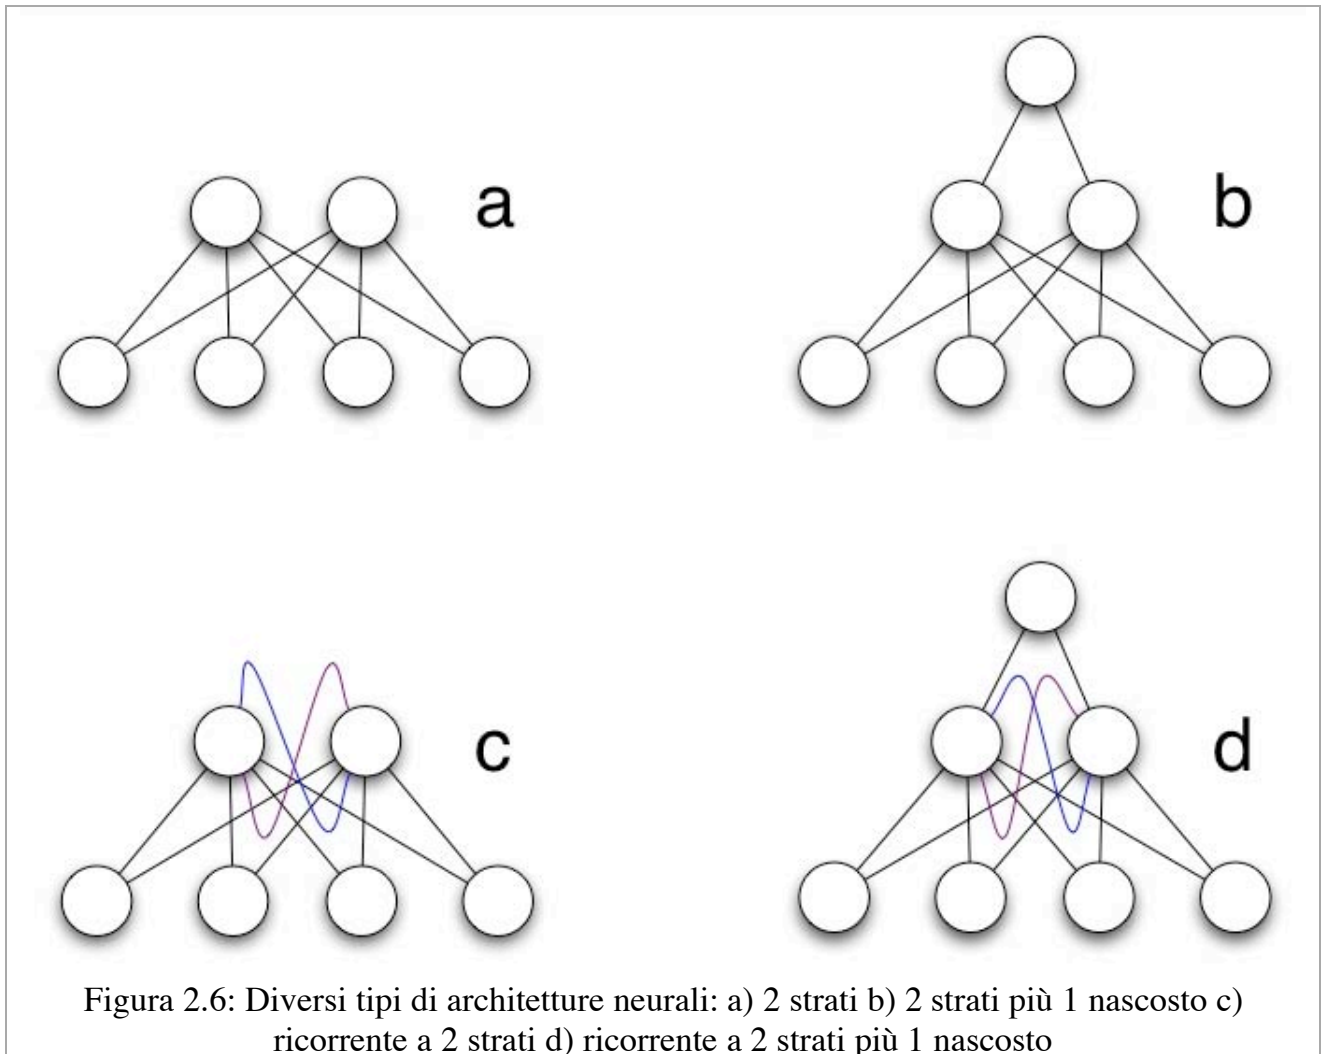 a
b
c
d
Figura 2.6: Diversi tipi di architetture neurali: a) 2 strati b) 2 strati più 1 nascosto c)
ricorrente a 2 strati d) ricorrente a 2 strati più 1 nascosto